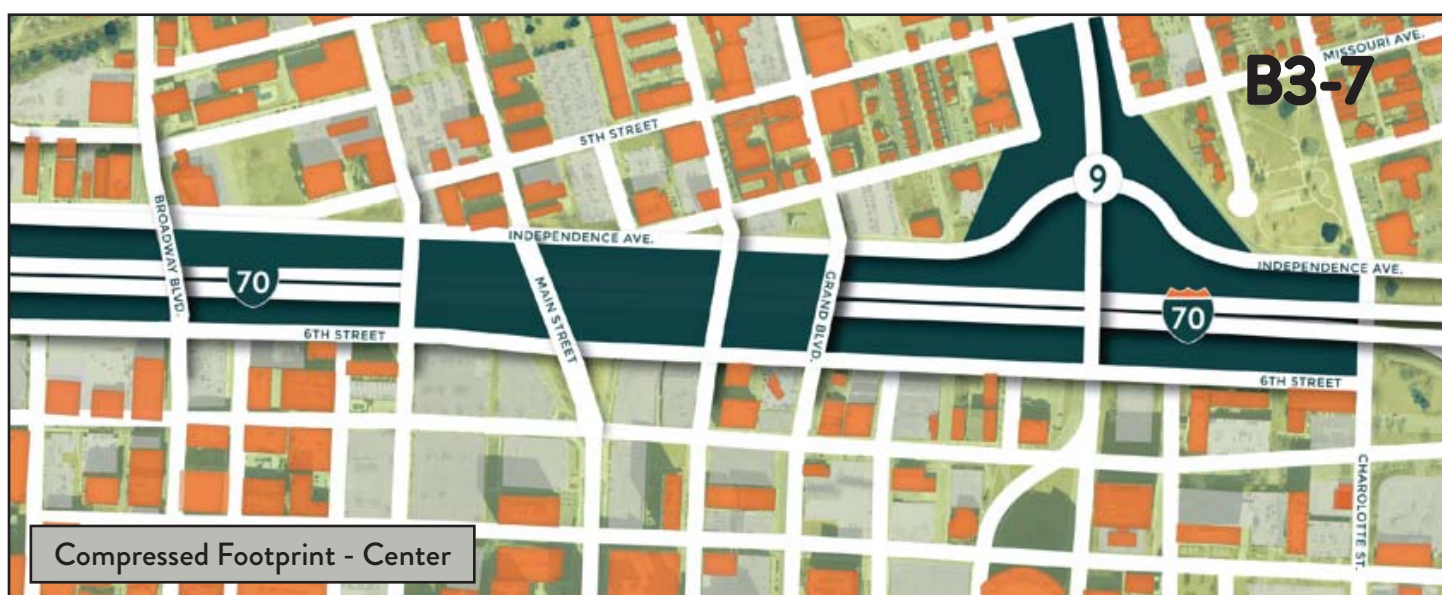 MISSOURI AVE.
B3-7
5TH STREET
9
BROADWAY BLVD.
INDEPENDENCE AVE.
INDEPENDENCE AVE.
70
MAIN STREET
GRAND BLVD.
70
6TH STREET
6TH STREET
CHAROLOTTE ST.
Compressed Footprint - Center